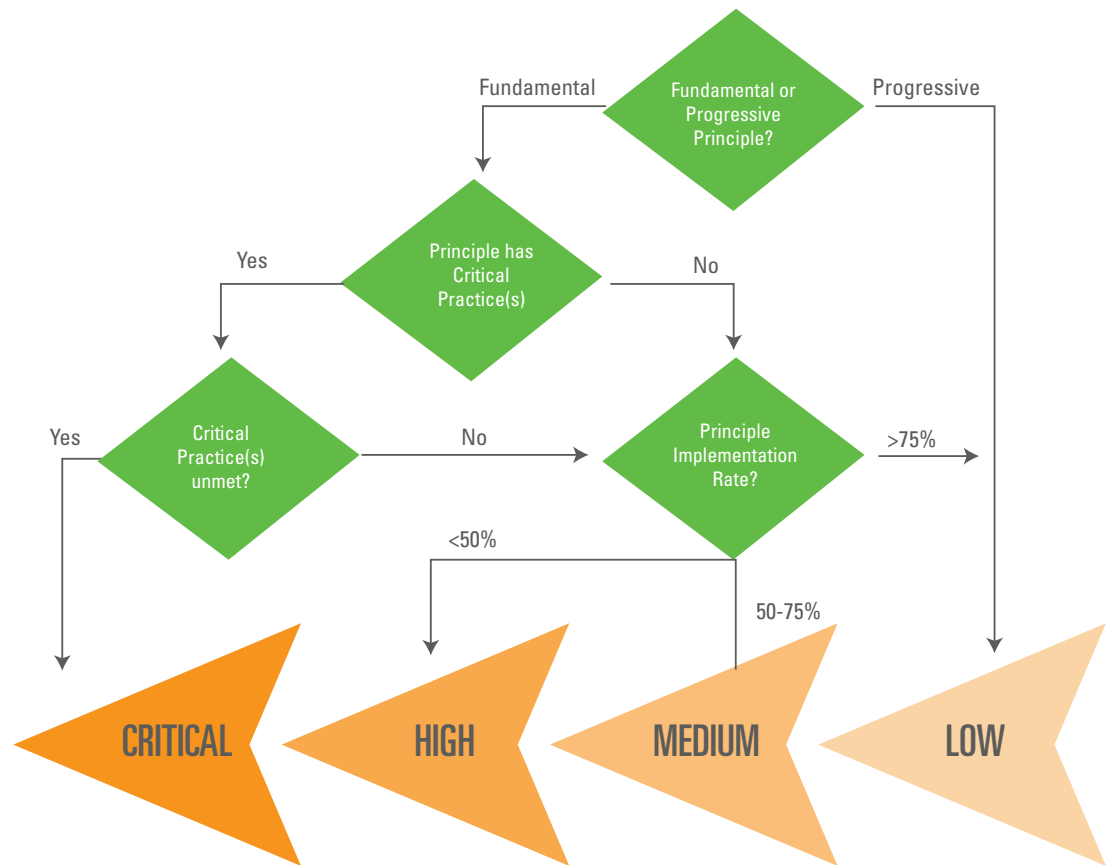 Fundamental
Fundamental or
Progressive
Principle?
Progressive
Yes
Principle has
Critical
Practice(s)
No
Yes
Critical
Practice(s)
unmet?
No
Principle
Implementation
Rate?
>75%
<50%
50-75%
CRITICAL
HIGH
MEDIUM
LOW